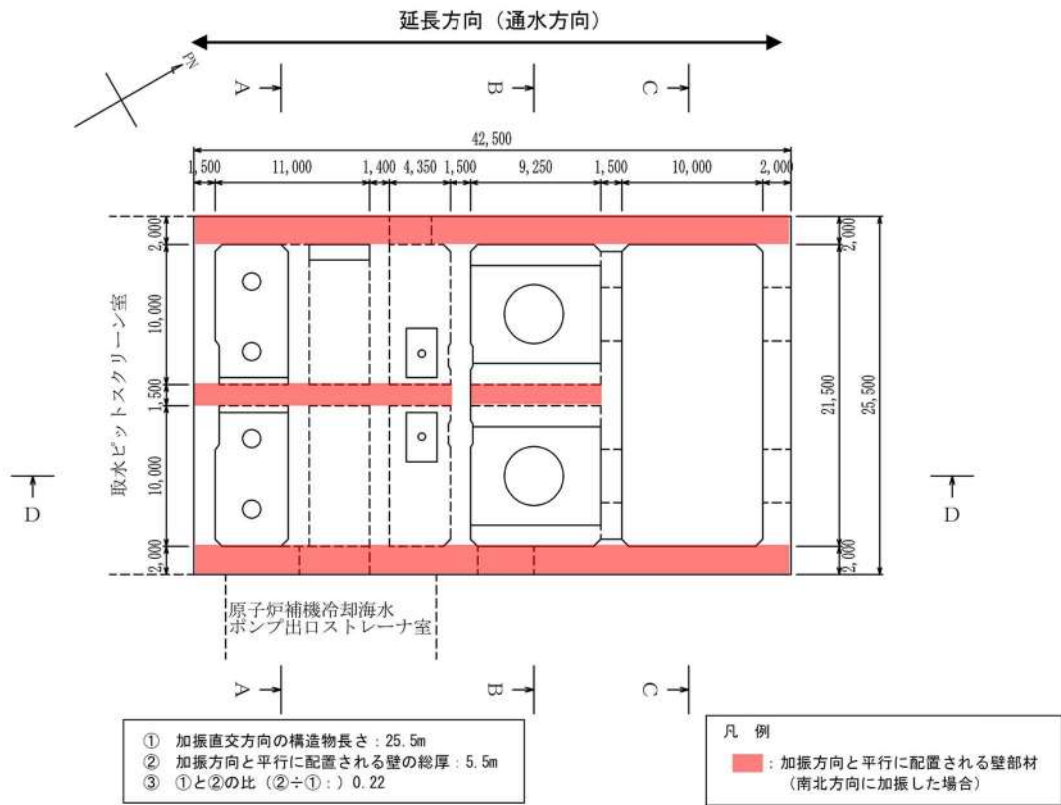 延長方向（通水方向）
PN
A
B
C
42,500
1,500
11,000
1,400
4,350
1,500
9,250
1,500
10,000
2,000
2,000
10,000
1,500
10,000
2,000
取水ピットスクリーン室
2,000
21,500
2,000
25,500
D
D
原子炉補機冷却海水
ポンプ出口ストレーナ室
A
B
C
① 加振直交方向の構造物長さ：25.5m
② 加振方向と平行に配置される壁の総厚：5.5m
③ ①と②の比（②÷①：）0.22
凡 例
：加振方向と平行に配置される壁部材
（南北方向に加振した場合）